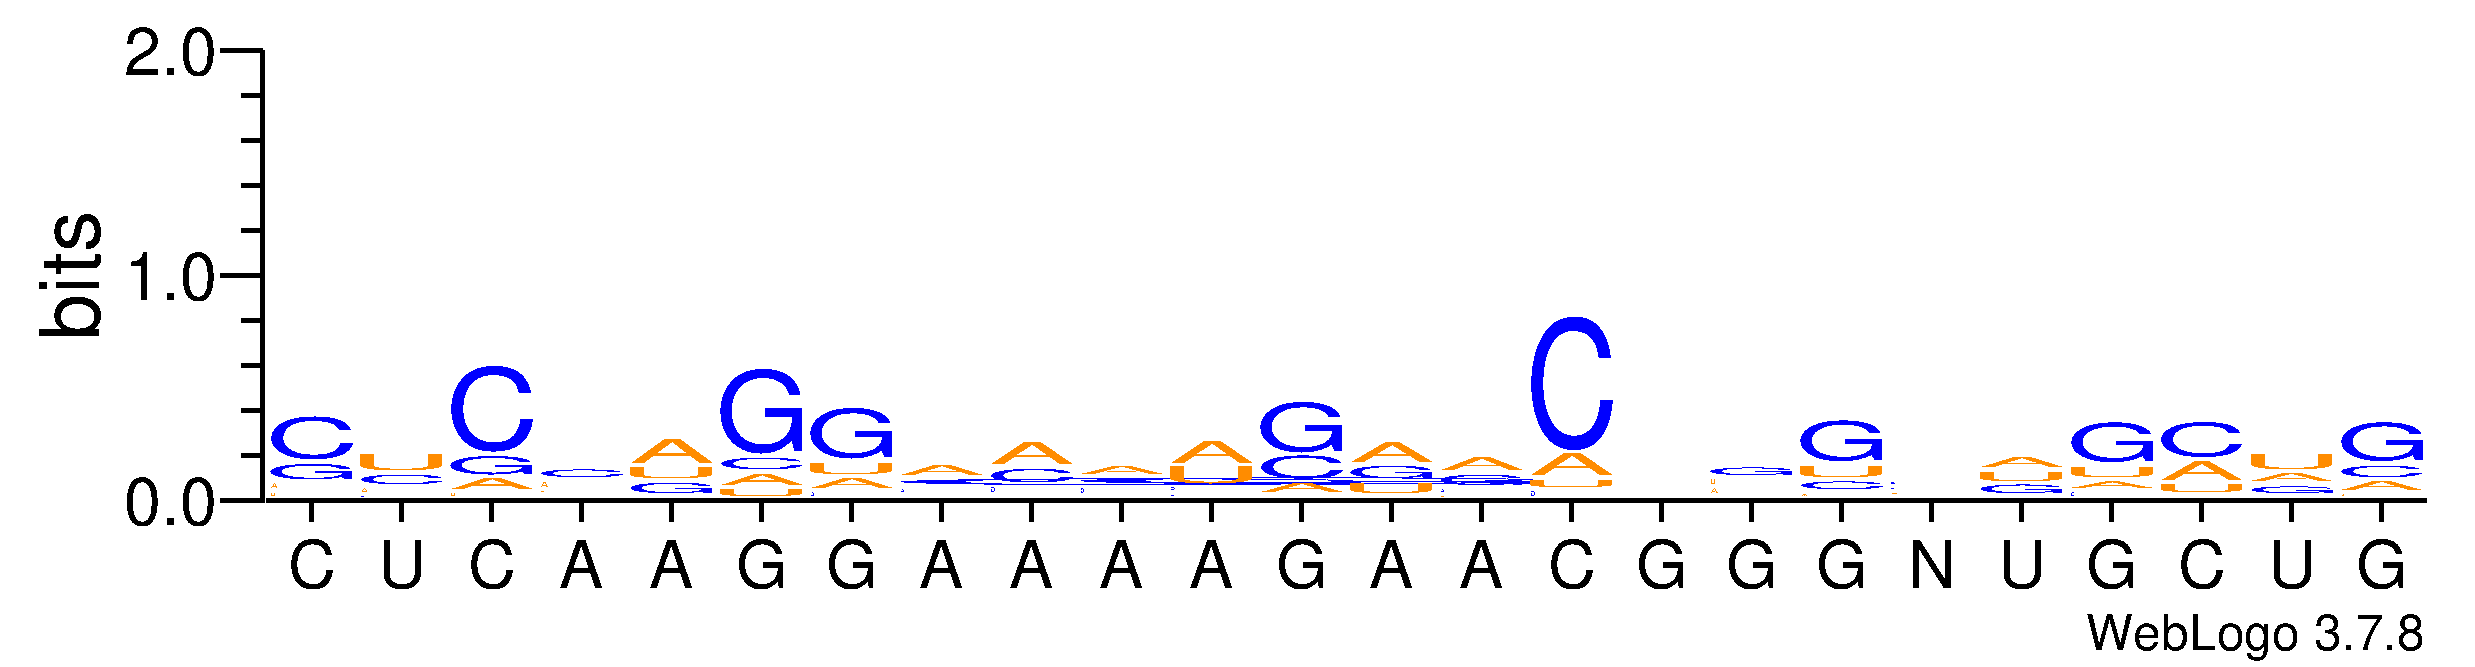 2.0
bits
1.0
0.0
C U C A A G G A A A A G A A C G G G N U G C U G
WebLogo 3.7.8